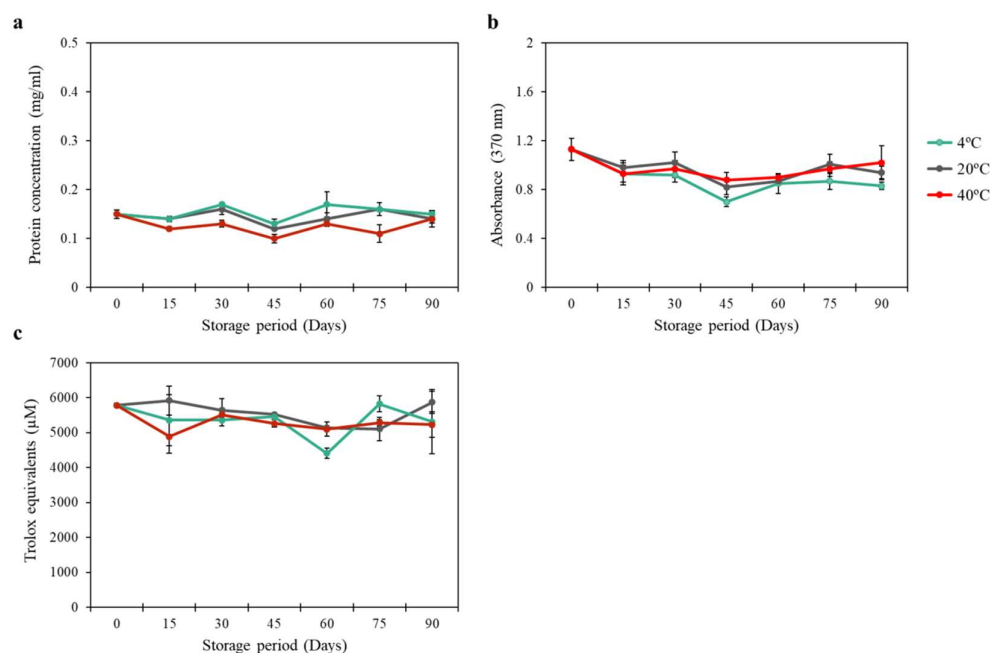 a
Protein concentration (mg/ml)
0.5
0.4
0.3
0.2
0.1
0
0 15 30 45 60 75 90
Storage period (Days)
b
Absorbance (370 nm)
2
1.6
1.2
0.8
0.4
0
0 15 30 45 60 75 90
Storage period (Days)
4ºC
20ºC
40ºC
c
Trolox equivalents (µM)
7000
6000
5000
4000
3000
2000
1000
0
0 15 30 45 60 75 90
Storage period (Days)